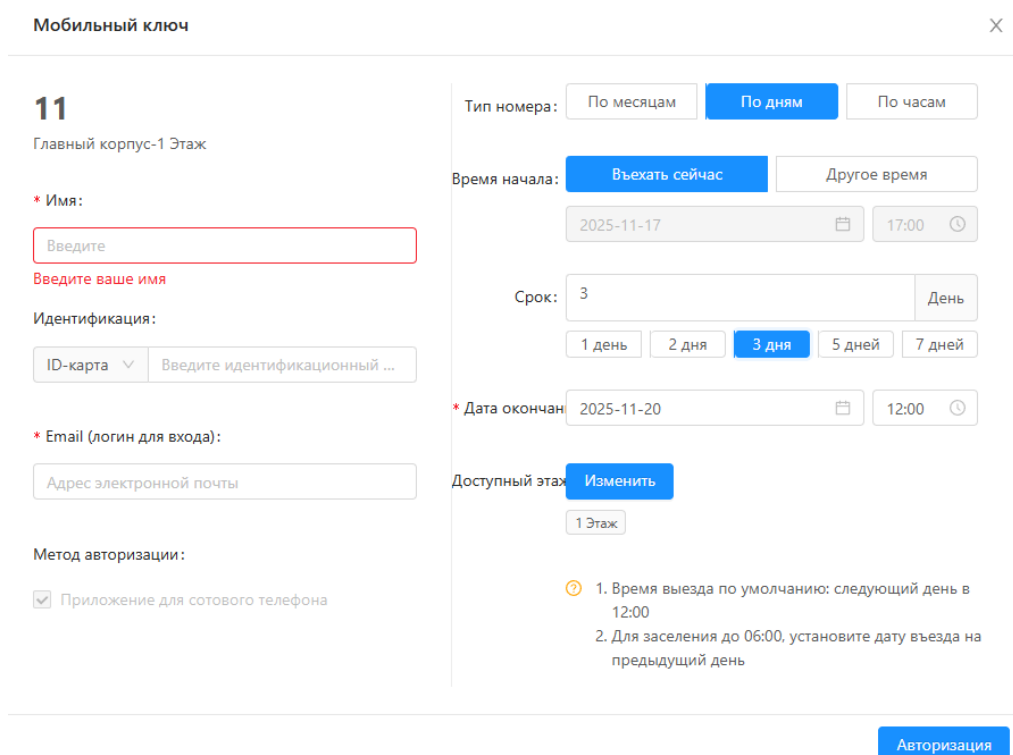 Мобильный ключ
11
Главный корпус-1 Этаж
* Имя:
Введите
Введите ваше имя
Идентификация:
ID-карта Введите идентификационный ...
* Email (логин для входа):
Адрес электронной почты
Метод авторизации:
Приложение для сотового телефона
Тип номера: По месяцам По дням По часам
Время начала: Въехать сейчас Другое время
2025-11-17 17:00
Срок: 3 День
1 день 2 дня 3 дня 5 дней 7 дней
* Дата окончан 2025-11-20 12:00
Доступный этаж Изменить
1 Этаж
1. Время выезда по умолчанию: следующий день в
12:00
2. Для заселения до 06:00, установите дату въезда на
предыдущий день
Авторизация